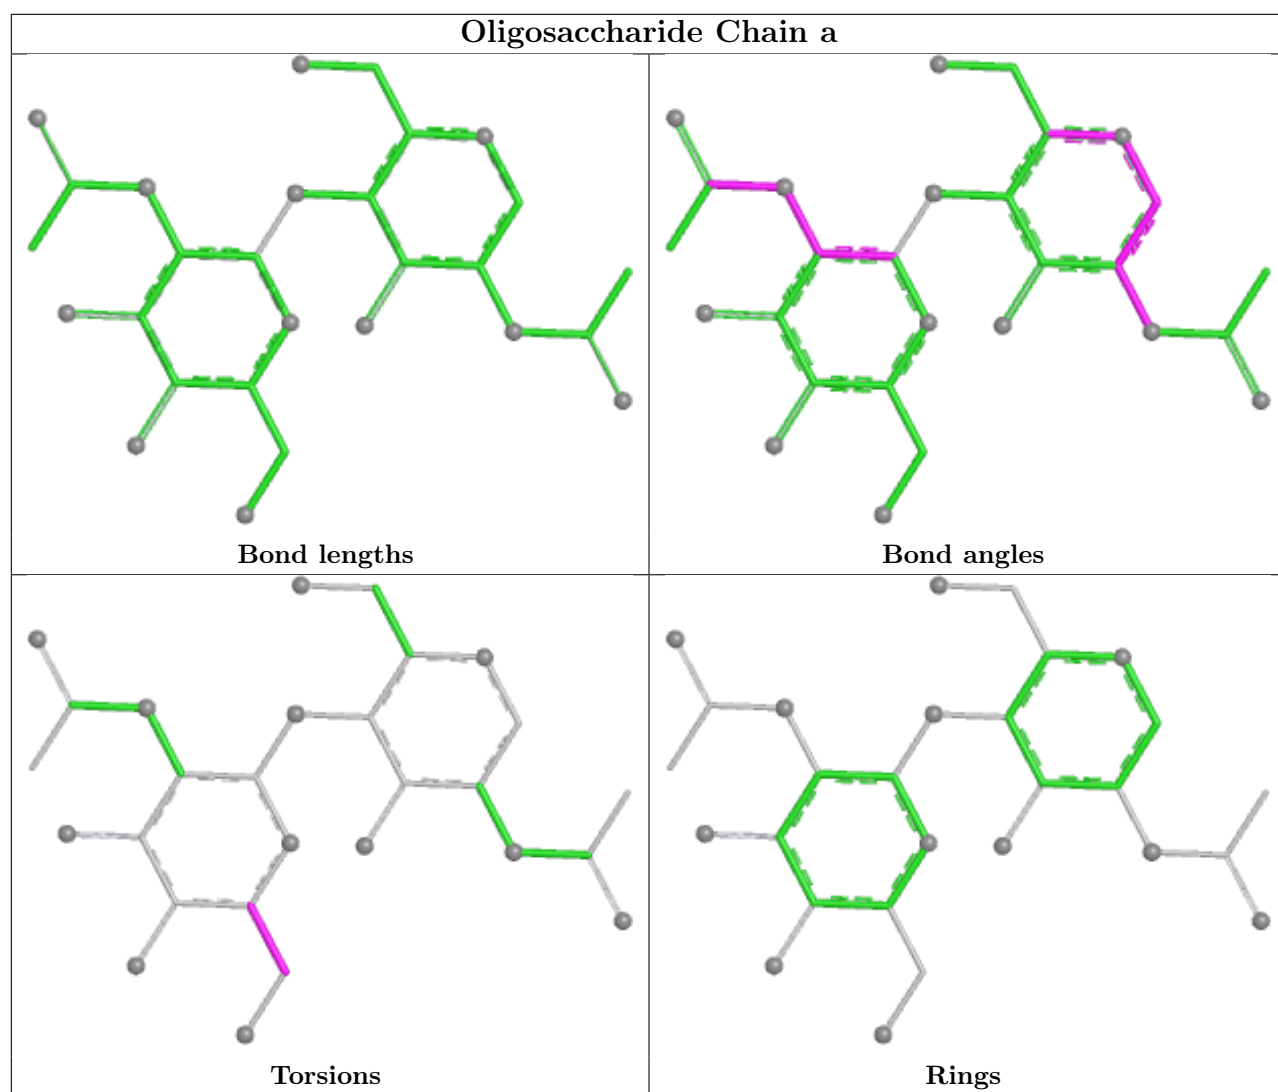 Oligosaccharide Chain a
Bond lengths
Bond angles
Torsions
Rings